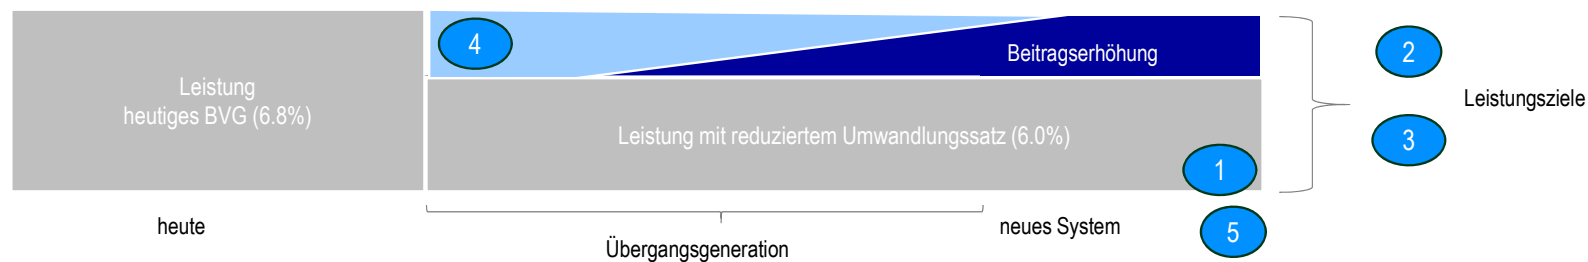 4
Beitragserhöhung
2
Leistung
heutiges BVG (6.8%)
Leistungsziele
Leistung mit reduziertem Umwandlungssatz (6.0%)
3
1
heute
neues System
5
Übergangsgeneration